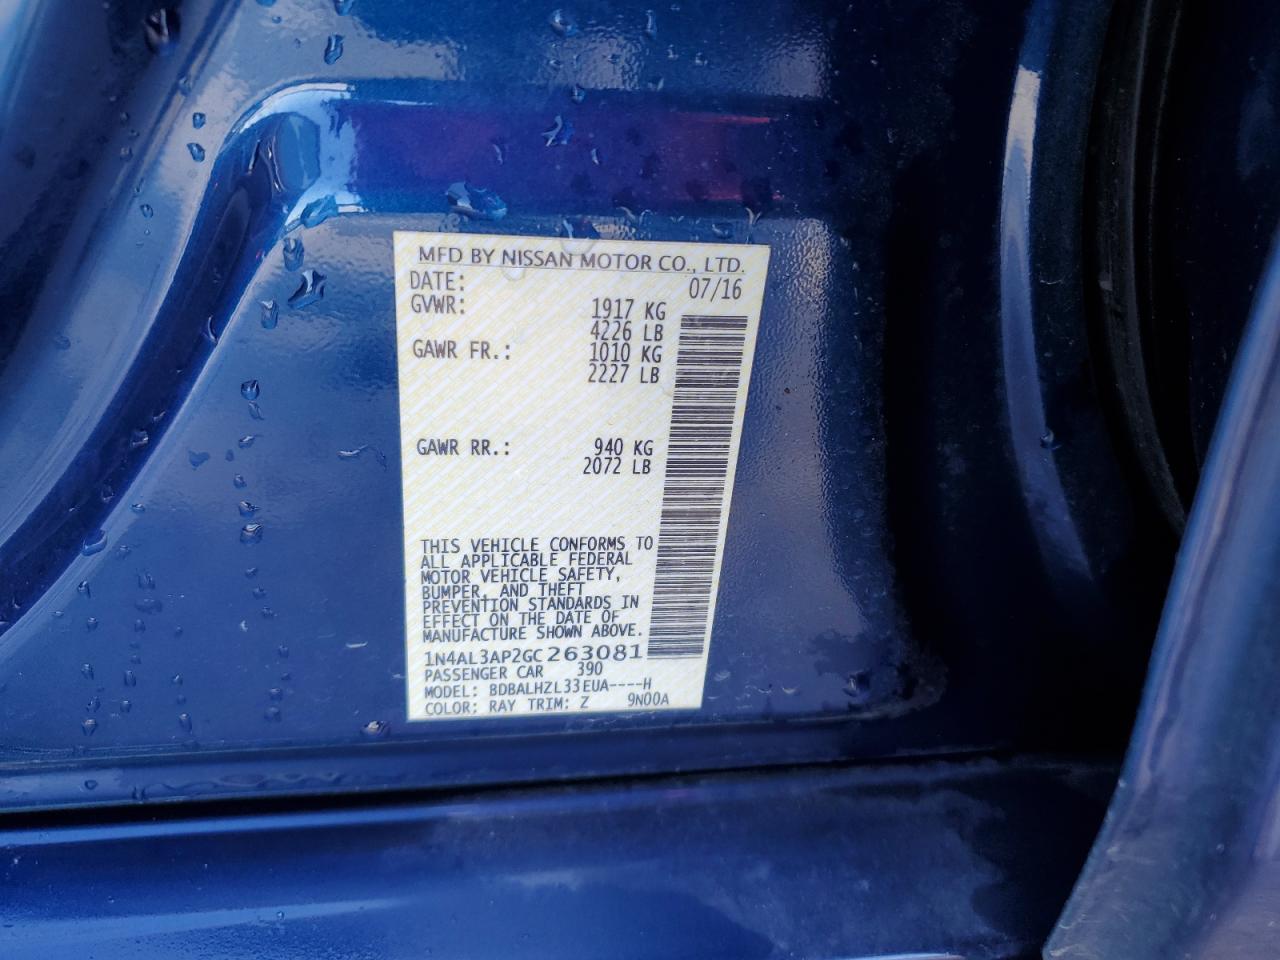 MFD BY NISSAN MOTOR CO., LTD.
DATE: 07/16
GVWR: 1917 KG
4226 LB
GAWR FR.: 1010 KG
2227 LB
GAWR RR.: 940 KG
2072 LB
THIS VEHICLE CONFORMS TO
ALL APPLICABLE FEDERAL
MOTOR VEHICLE SAFETY,
BUMPER, AND THEFT
PREVENTION STANDARDS IN
EFFECT ON THE DATE OF
MANUFACTURE SHOWN ABOVE.
1N4AL3AP2GC263081
PASSENGER CAR 390
MODEL: BDBALHZL33EUA----H
COLOR: RAY TRIM: Z 9N00A